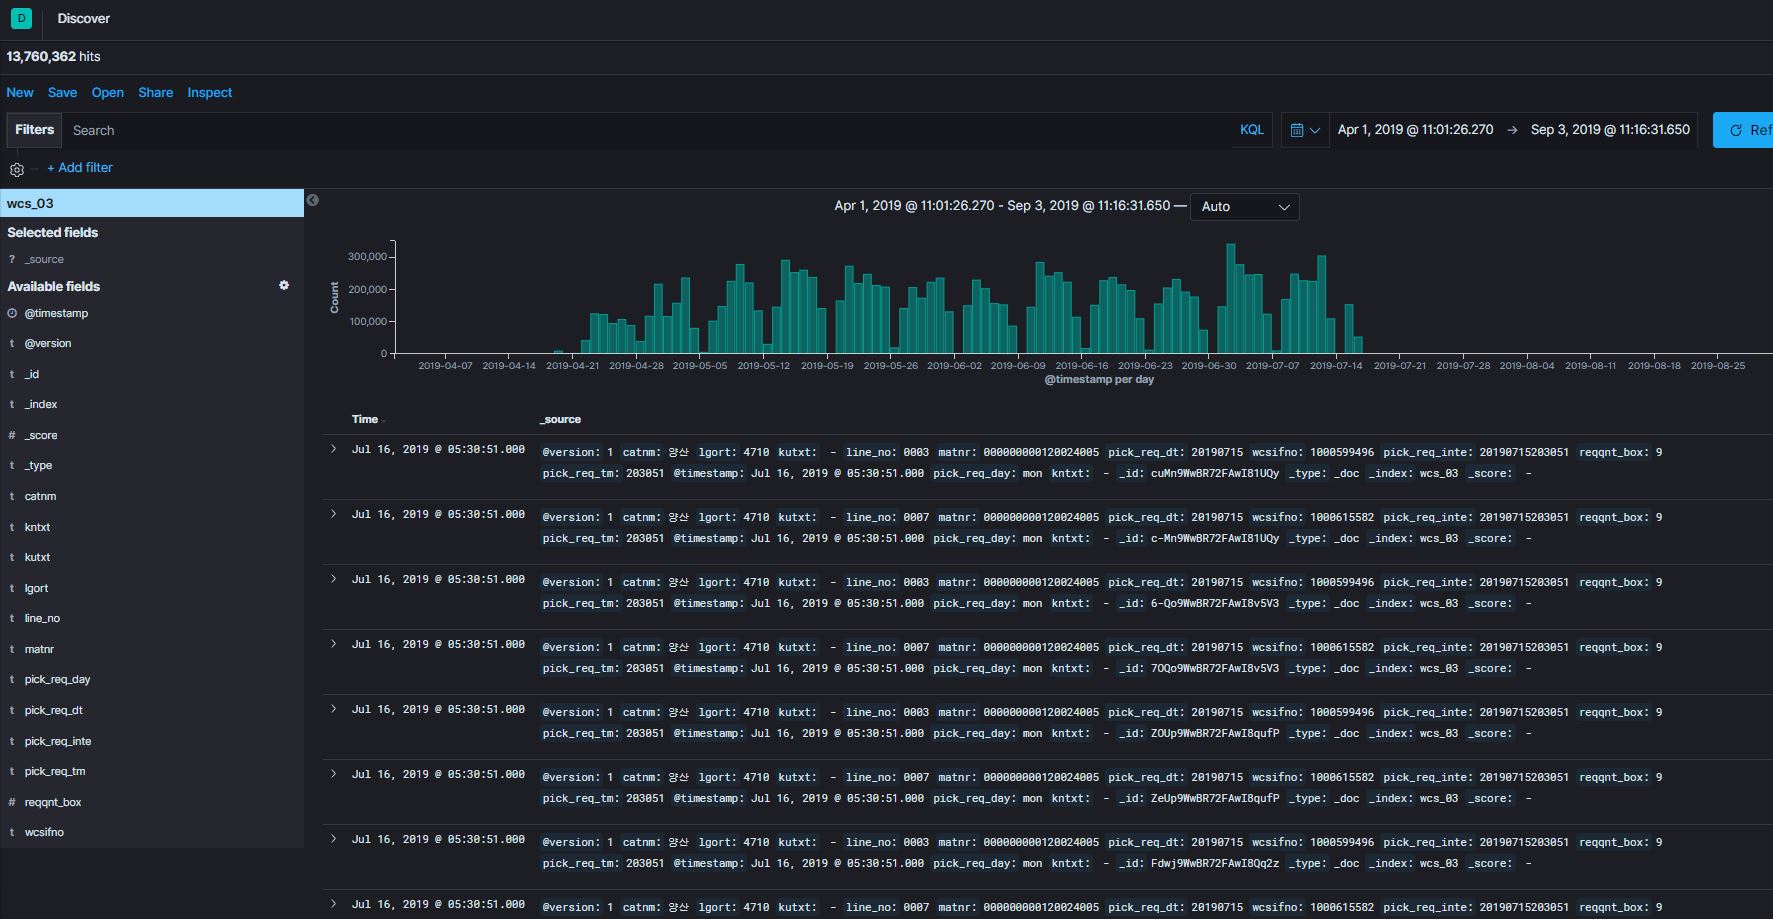 D Discover
13,760,362 hits
New Save Open Share Inspect
Filters Search KQL Apr 1, 2019 @ 11:01:26.270 → Sep 3, 2019 @ 11:16:31.650
+ Add filter
wcs_03
Selected fields
? _source
Available fields
@timestamp
t @version
t _id
t _index
# _score
t _type
t catnm
t kntxt
t kutxt
t lgort
t line_no
t matnr
t pick_req_day
t pick_req_dt
t pick_req_inte
t pick_req_tm
# reqqnt_box
t wcsifno
Apr 1, 2019 @ 11:01:26.270 - Sep 3, 2019 @ 11:16:31.650 — Auto
Count
300,000
200,000
100,000
0
2019-04-07 2019-04-14 2019-04-21 2019-04-28 2019-05-05 2019-05-12 2019-05-19 2019-05-26 2019-06-02 2019-06-09 2019-06-16 2019-06-23 2019-06-30 2019-07-07 2019-07-14 2019-07-21 2019-07-28 2019-08-04 2019-08-11 2019-08-18 2019-08-25
@timestamp per day
Time _source
Jul 16, 2019 @ 05:30:51.000 @version: 1 catnm: 양산 lgort: 4710 kutxt: - line_no: 0003 matnr: 000000000120024005 pick_req_dt: 20190715 wcsifno: 1000599496 pick_req_inte: 20190715203051 reqqnt_box: 9
pick_req_tm: 203051 @timestamp: Jul 16, 2019 @ 05:30:51.000 pick_req_day: mon kntxt: - _id: cuMn9WwBR72FAwI81UQy _type: _doc _index: wcs_03 _score: -
Jul 16, 2019 @ 05:30:51.000 @version: 1 catnm: 양산 lgort: 4710 kutxt: - line_no: 0007 matnr: 000000000120024005 pick_req_dt: 20190715 wcsifno: 1000615582 pick_req_inte: 20190715203051 reqqnt_box: 9
pick_req_tm: 203051 @timestamp: Jul 16, 2019 @ 05:30:51.000 pick_req_day: mon kntxt: - _id: c-Mn9WwBR72FAwI81UQy _type: _doc _index: wcs_03 _score: -
Jul 16, 2019 @ 05:30:51.000 @version: 1 catnm: 양산 lgort: 4710 kutxt: - line_no: 0003 matnr: 000000000120024005 pick_req_dt: 20190715 wcsifno: 1000599496 pick_req_inte: 20190715203051 reqqnt_box: 9
pick_req_tm: 203051 @timestamp: Jul 16, 2019 @ 05:30:51.000 pick_req_day: mon kntxt: - _id: 6-Qo9WwBR72FAwI8v5V3 _type: _doc _index: wcs_03 _score: -
Jul 16, 2019 @ 05:30:51.000 @version: 1 catnm: 양산 lgort: 4710 kutxt: - line_no: 0007 matnr: 000000000120024005 pick_req_dt: 20190715 wcsifno: 1000615582 pick_req_inte: 20190715203051 reqqnt_box: 9
pick_req_tm: 203051 @timestamp: Jul 16, 2019 @ 05:30:51.000 pick_req_day: mon kntxt: - _id: 7OQo9WwBR72FAwI8v5V3 _type: _doc _index: wcs_03 _score: -
Jul 16, 2019 @ 05:30:51.000 @version: 1 catnm: 양산 lgort: 4710 kutxt: - line_no: 0003 matnr: 000000000120024005 pick_req_dt: 20190715 wcsifno: 1000599496 pick_req_inte: 20190715203051 reqqnt_box: 9
pick_req_tm: 203051 @timestamp: Jul 16, 2019 @ 05:30:51.000 pick_req_day: mon kntxt: - _id: ZOUp9WwBR72FAwI8qufP _type: _doc _index: wcs_03 _score: -
Jul 16, 2019 @ 05:30:51.000 @version: 1 catnm: 양산 lgort: 4710 kutxt: - line_no: 0007 matnr: 000000000120024005 pick_req_dt: 20190715 wcsifno: 1000615582 pick_req_inte: 20190715203051 reqqnt_box: 9
pick_req_tm: 203051 @timestamp: Jul 16, 2019 @ 05:30:51.000 pick_req_day: mon kntxt: - _id: ZeUp9WwBR72FAwI8qufP _type: _doc _index: wcs_03 _score: -
Jul 16, 2019 @ 05:30:51.000 @version: 1 catnm: 양산 lgort: 4710 kutxt: - line_no: 0003 matnr: 000000000120024005 pick_req_dt: 20190715 wcsifno: 1000599496 pick_req_inte: 20190715203051 reqqnt_box: 9
pick_req_tm: 203051 @timestamp: Jul 16, 2019 @ 05:30:51.000 pick_req_day: mon kntxt: - _id: Fdwj9WwBR72FAwI8Qq2z _type: _doc _index: wcs_03 _score: -
Jul 16, 2019 @ 05:30:51.000 @version: 1 catnm: 양산 lgort: 4710 kutxt: - line_no: 0007 matnr: 000000000120024005 pick_req_dt: 20190715 wcsifno: 1000615582 pick_req_inte: 20190715203051 reqqnt_box: 9